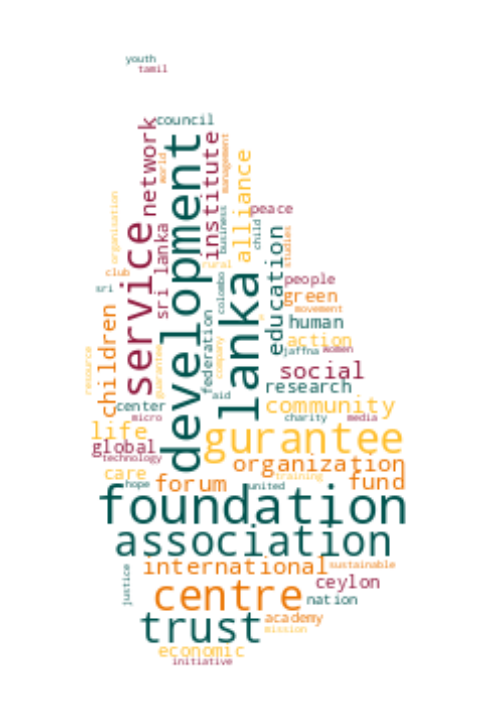 youth
tamil
council
network
world
development
institute
management
service
organisation
sri lanka
alliance
business
child
peace
education
studies
club
sri
rural
colombo
lanka
people
green
movement
human
action
children
federation
company
guarantee
resource
jaffna
women
social
research
aid
center
micro
community
charity
media
life
gurantee
global
technology
organization
care
hope
forum
training
united
fund
foundation
association
justice
international
sustainable
ceylon
centre
nation
trust
academy
mission
economic
initiative